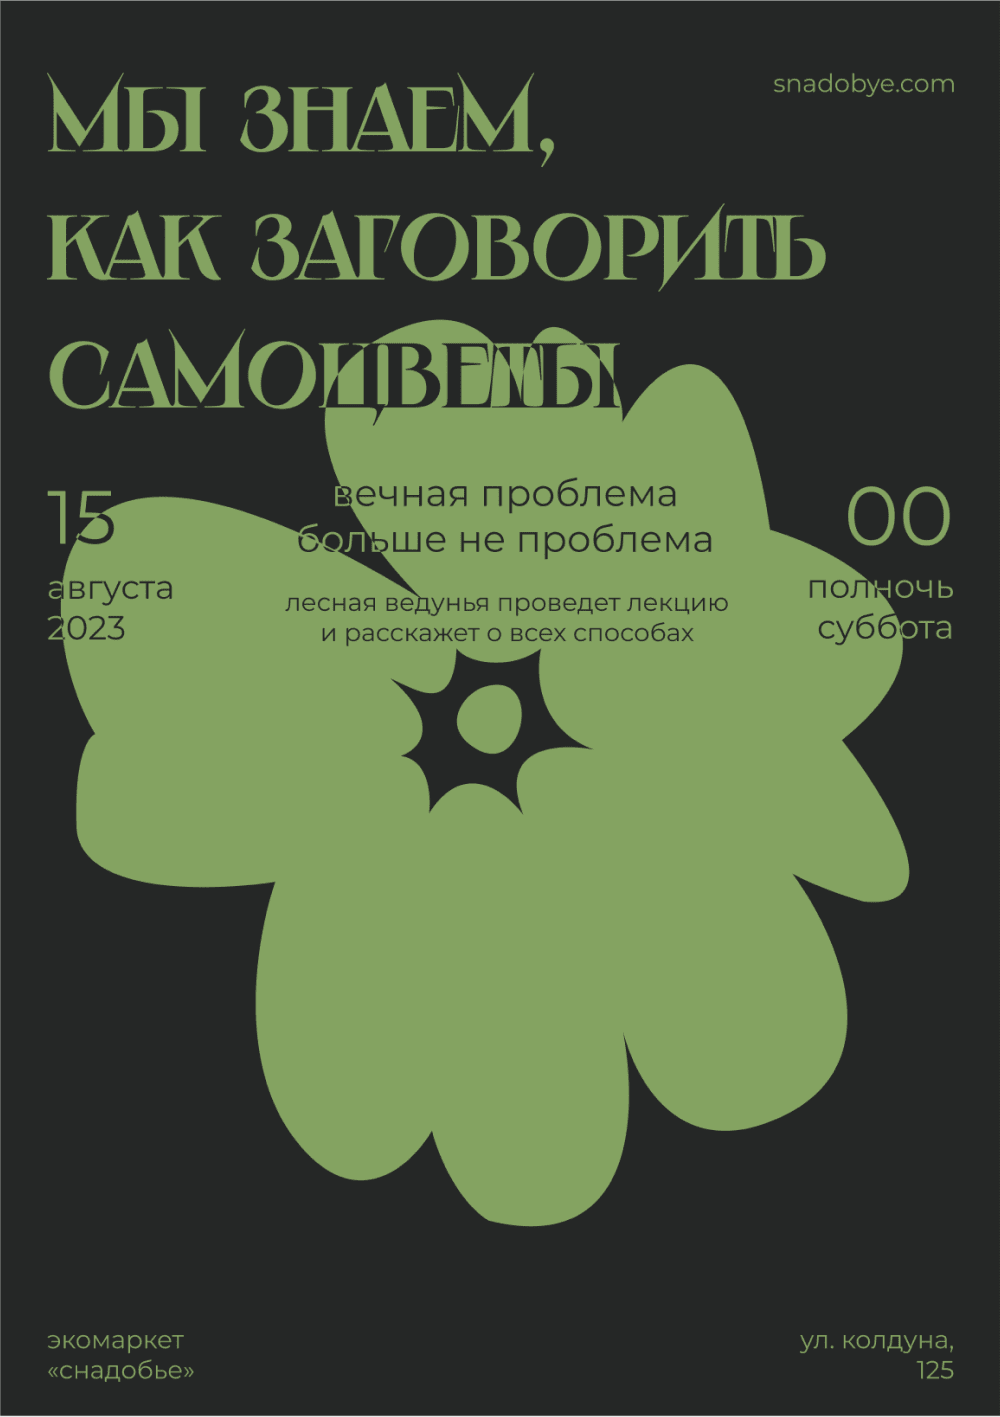 МЫ ЗНАЕМ,
КАК ЗАГОВОРИТЬ
САМОЦВЕТЫ
snadobye.com
15
августа
2023
вечная проблема
больше не проблема
лесная ведунья проведет лекцию
и расскажет о всех способах
00
полночь
суббота
экомаркет
«снадобье»
ул. колдуна,
125